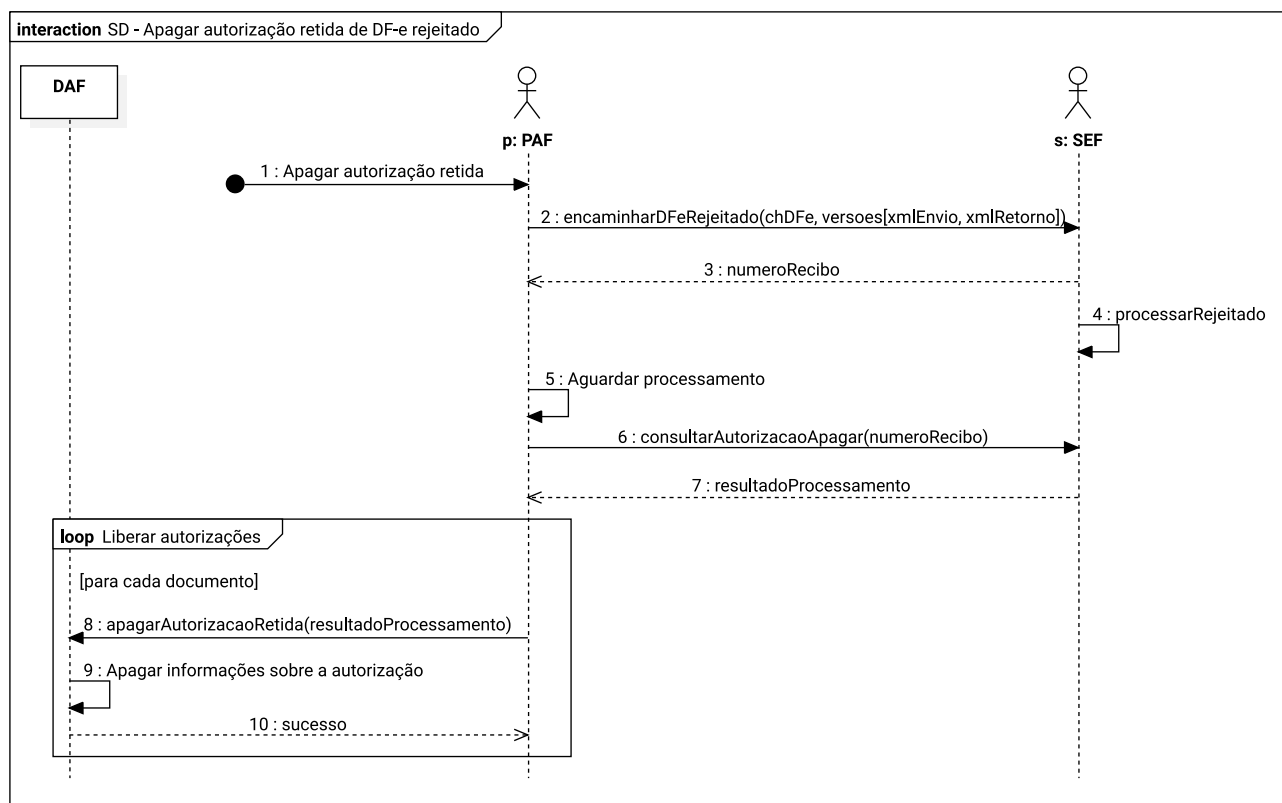 interaction SD - Apagar autorização retida de DF-e rejeitado
DAF
p: PAF
s: SEF
1 : Apagar autorização retida
2 : encaminharDFeRejeitado(chDFe, versoes[xmlEnvio, xmlRetorno])
3 : numeroRecibo
4 : processarRejeitado
5 : Aguardar processamento
6 : consultarAutorizacaoApagar(numeroRecibo)
7 : resultadoProcessamento
loop Liberar autorizações
[para cada documento]
8 : apagarAutorizacaoRetida(resultadoProcessamento)
9 : Apagar informações sobre a autorização
10 : sucesso